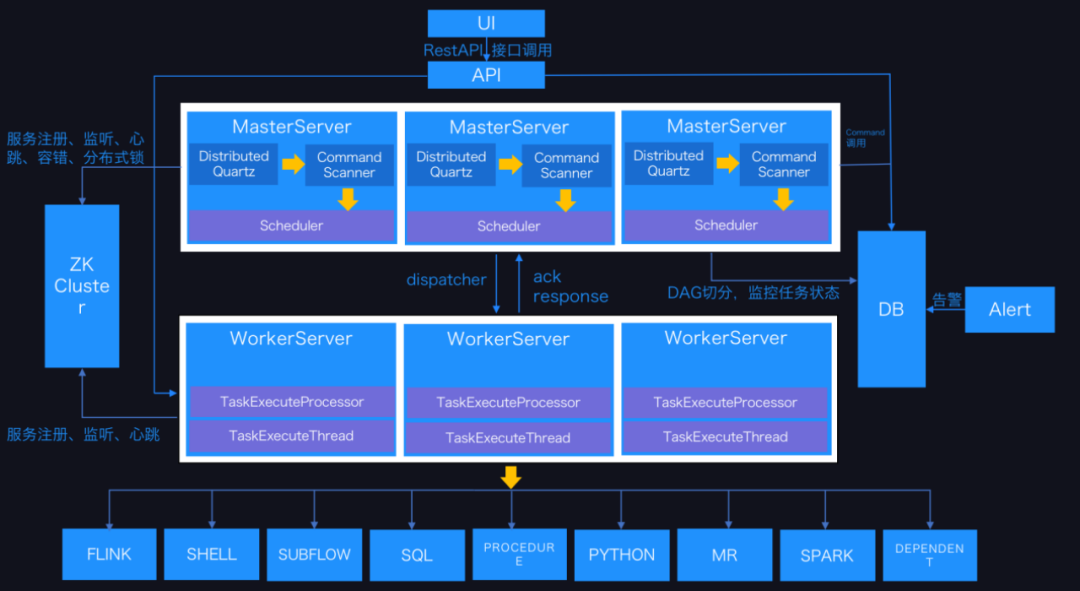 UI
RestAPI 接口调用
API
MasterServer
Distributed
Quartz
Command
Scanner
Scheduler
MasterServer
Distributed
Quartz
Command
Scanner
Scheduler
MasterServer
Distributed
Quartz
Command
Scanner
Scheduler
服务注册、监听、心
跳、容错、分布式锁
Command
调用
ZK
Cluste
r
dispatcher
ack
response
DAG切分，监控任务状态
DB
告警
Alert
WorkerServer
TaskExecuteProcessor
TaskExecuteThread
WorkerServer
TaskExecuteProcessor
TaskExecuteThread
WorkerServer
TaskExecuteProcessor
TaskExecuteThread
服务注册、监听、心跳
FLINK
SHELL
SUBFLOW
SQL
PROCEDUR
E
PYTHON
MR
SPARK
DEPENDEN
T